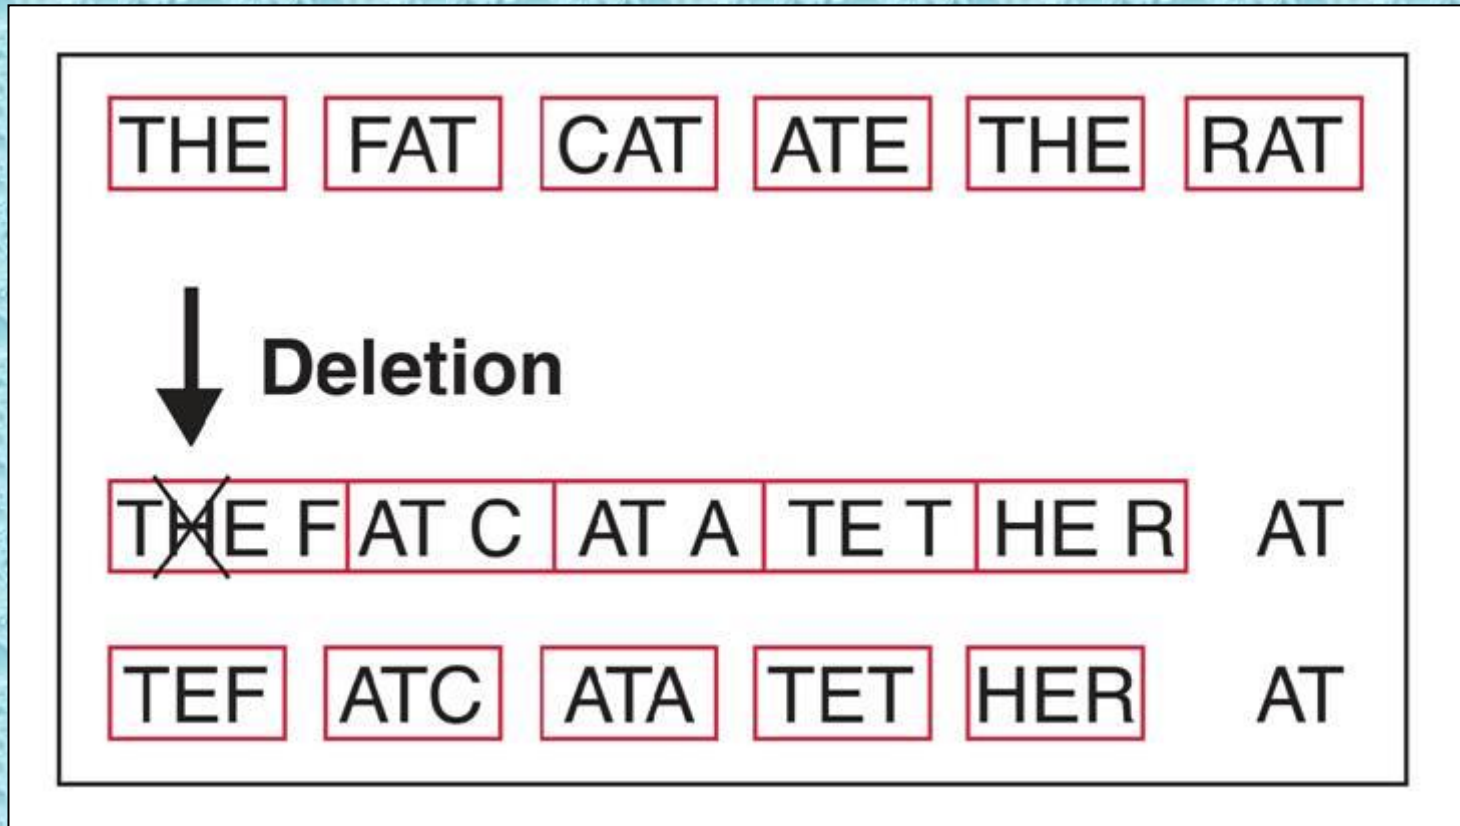 THE FAT CAT ATE THE RAT
Deletion
THE F AT C AT A TE T HE R AT
TEF ATC ATA TET HER AT